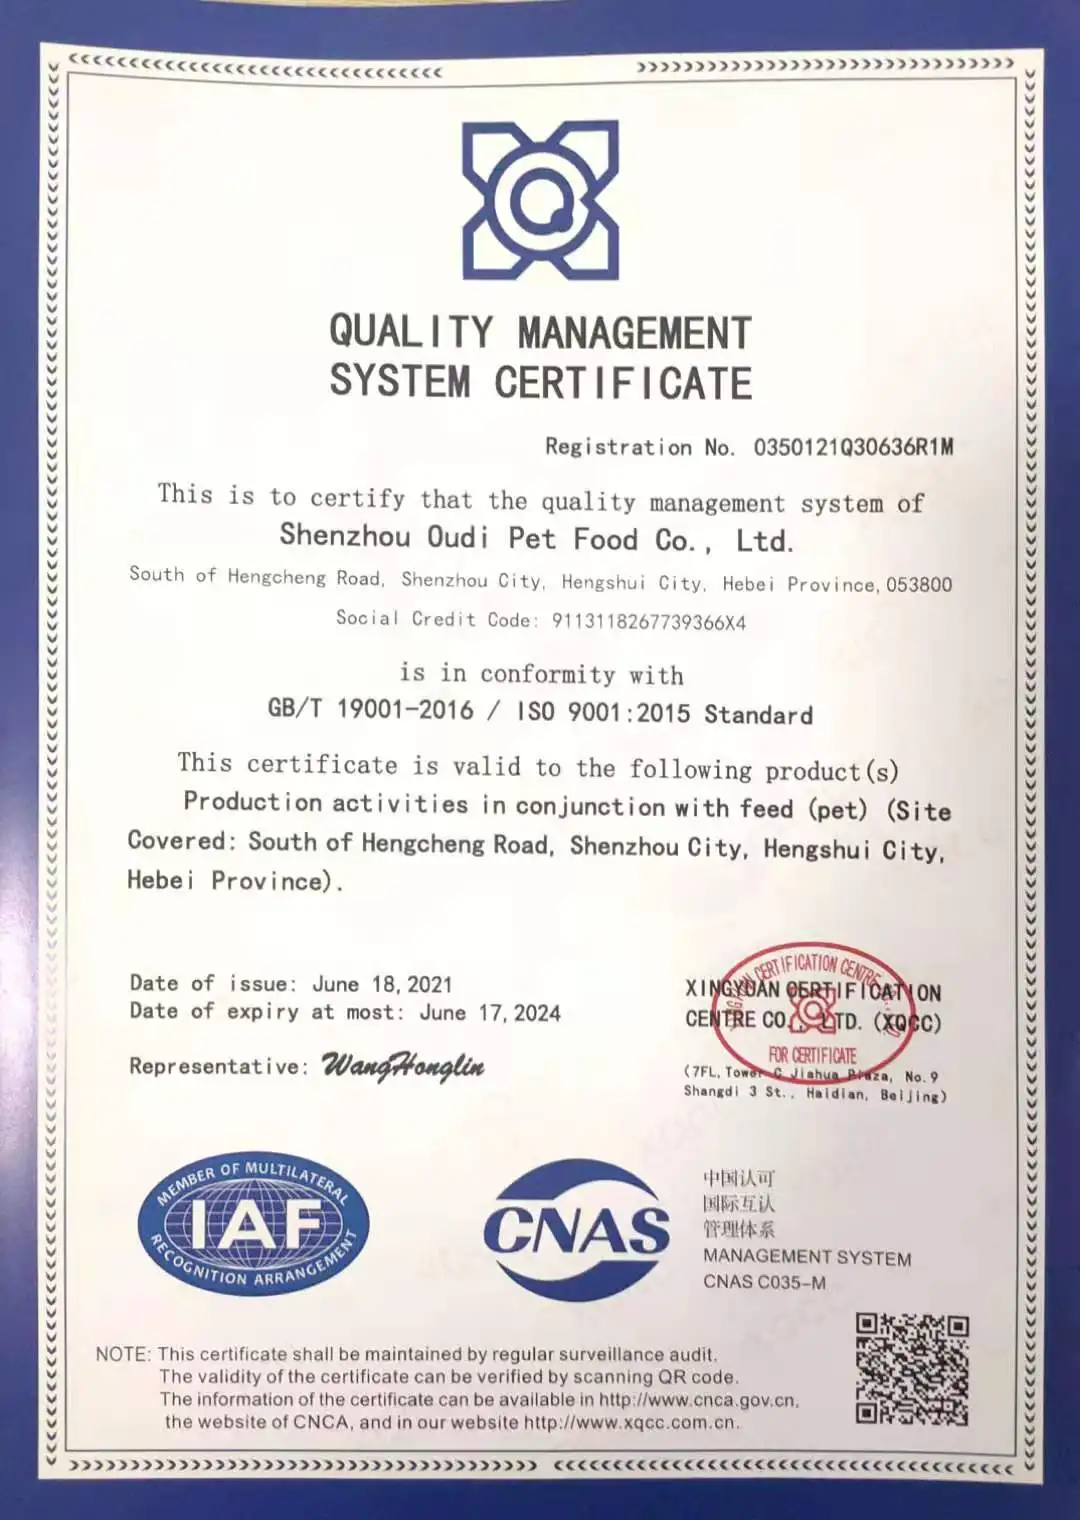 QUALITY MANAGEMENT
SYSTEM CERTIFICATE
Registration No. 0350121Q30636R1M
This is to certify that the quality management system of
Shenzhou Oudi Pet Food Co., Ltd.
South of Hengcheng Road, Shenzhou City, Hengshui City, Hebei Province, 053800
Social Credit Code: 9113118267739366X4
is in conformity with
GB/T 19001-2016 / ISO 9001:2015 Standard
This certificate is valid to the following product(s)
Production activities in conjunction with feed (pet) (Site
Covered: South of Hengcheng Road, Shenzhou City, Hengshui City,
Hebei Province).
Date of issue: June 18, 2021
Date of expiry at most: June 17, 2024
Representative: WangHonglin
XINGYUAN CERTIFICATION
CENTRE CO., LTD. (XQCC)
(7FL, Tower C Jiahua Plaza, No.9
Shangdi 3 St., Haidian, Beijing)
CERTIFICATION CENTRE
FOR CERTIFICATE
MEMBER OF MULTILATERAL
IAF
RECOGNITION ARRANGEMENT
CNAS
中国认可
国际互认
管理体系
MANAGEMENT SYSTEM
CNAS C035-M
NOTE: This certificate shall be maintained by regular surveillance audit.
The validity of the certificate can be verified by scanning QR code.
The information of the certificate can be available in http://www.cnca.gov.cn,
the website of CNCA, and in our website http://www.xqcc.com.cn.